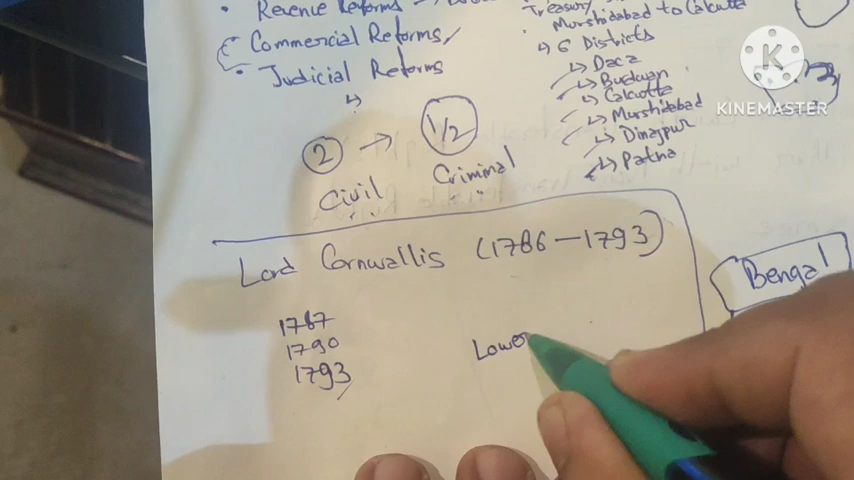 Revenue Reforms
Commercial Reforms
Judicial Reforms
2 → 1/2
Civil
Criminal
Treasury
Murshidabad to Calcutta
6 Districts
Dacca
Burdwan
Calcutta
Murshidabad
Dinajpur
Patna
K
KINEMASTER
Lord Cornwallis (1786-1793)
1787
1790
1793
Lowe
Bengal